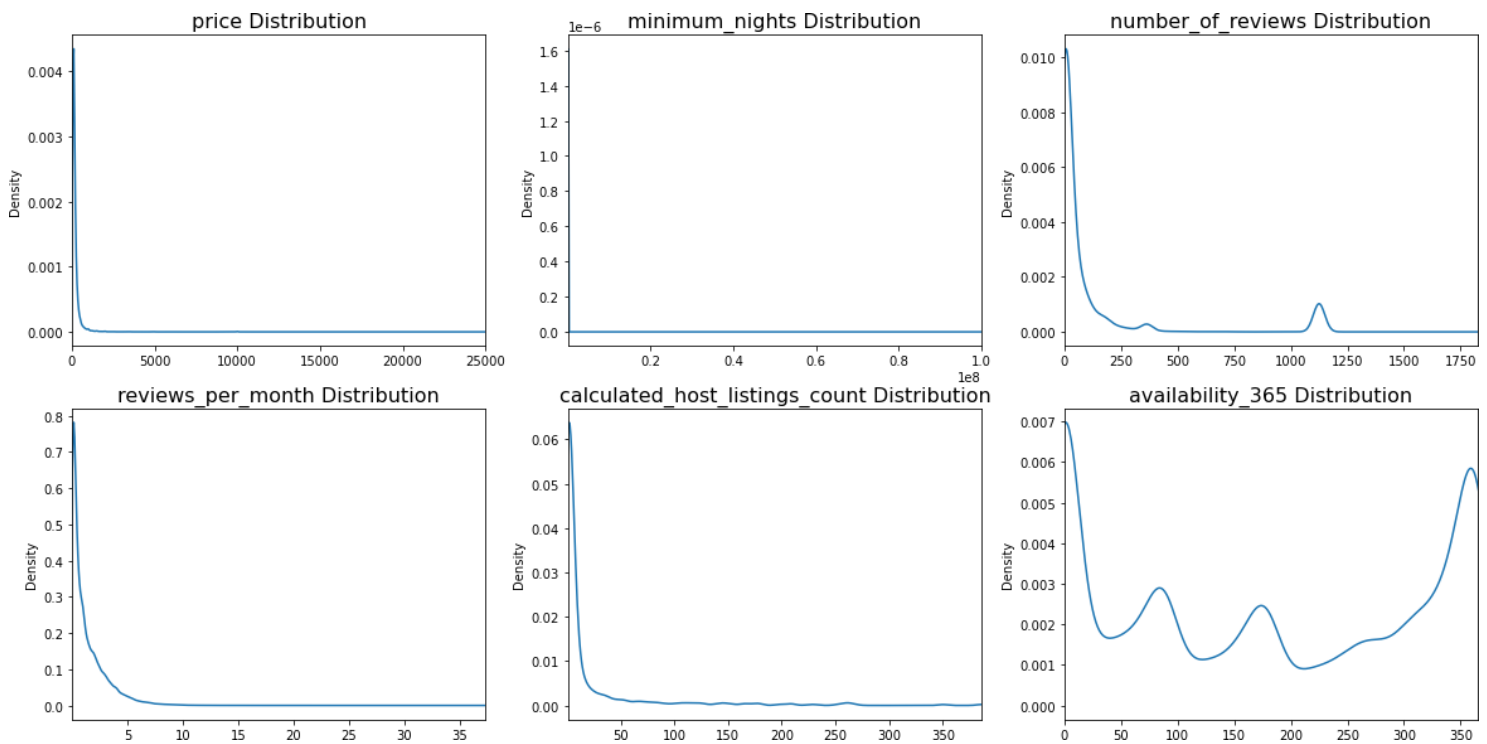 price Distribution
Density
0.004
0.003
0.002
0.001
0.000
0 5000 10000 15000 20000 25000
minimum_nights Distribution
1e−6
Density
1.6
1.4
1.2
1.0
0.8
0.6
0.4
0.2
0.0
0.2 0.4 0.6 0.8 1.0
1e8
number_of_reviews Distribution
Density
0.010
0.008
0.006
0.004
0.002
0.000
0 250 500 750 1000 1250 1500 1750
reviews_per_month Distribution
Density
0.8
0.7
0.6
0.5
0.4
0.3
0.2
0.1
0.0
5 10 15 20 25 30 35
calculated_host_listings_count Distribution
Density
0.06
0.05
0.04
0.03
0.02
0.01
0.00
50 100 150 200 250 300 350
availability_365 Distribution
Density
0.007
0.006
0.005
0.004
0.003
0.002
0.001
0.000
0 50 100 150 200 250 300 350